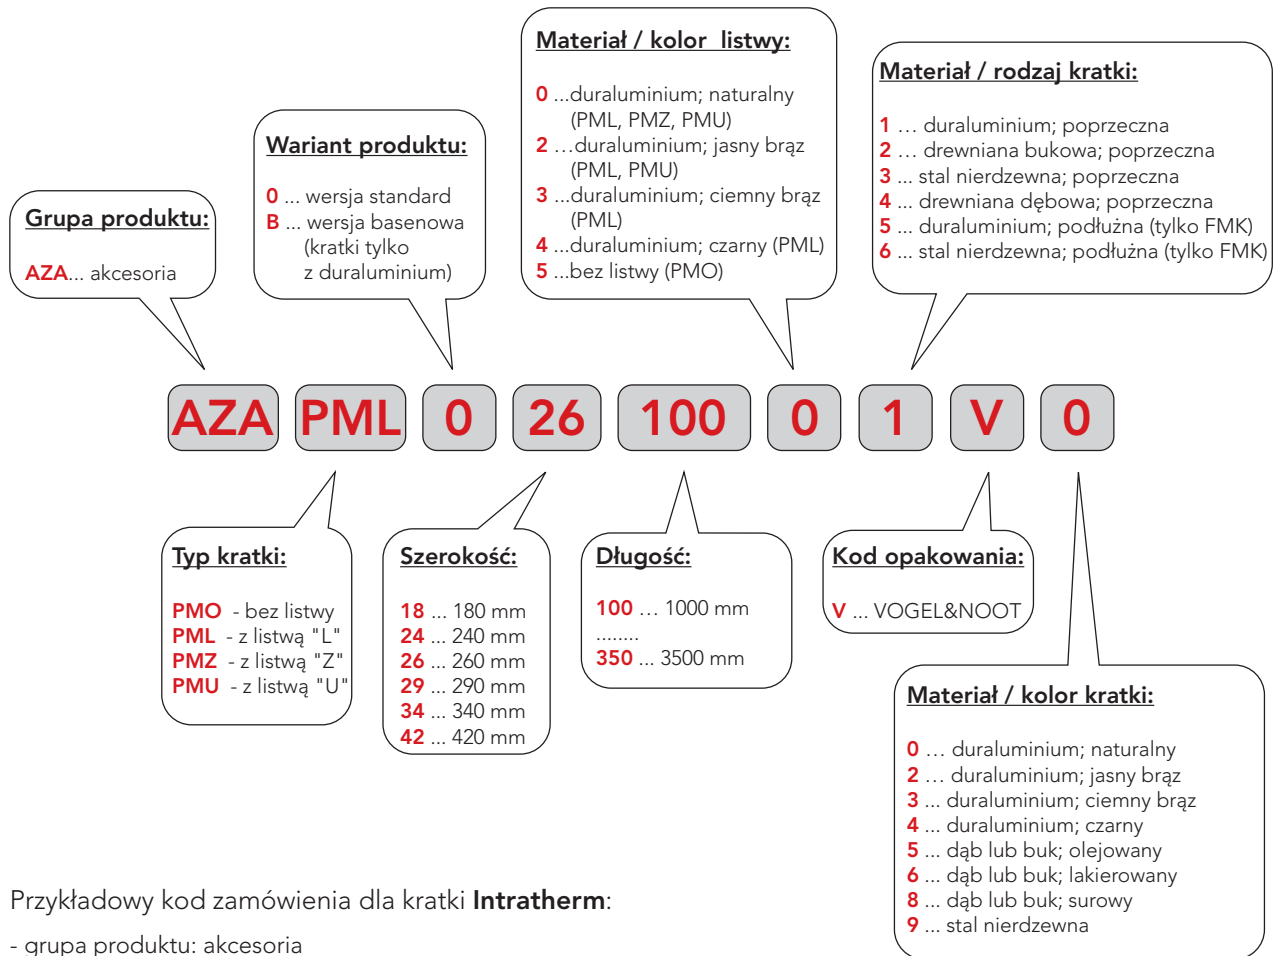 Grupa produktu:
AZA... akcesoria
Wariant produktu:
0 ... wersja standard
B ... wersja basenowa
(kratki tylko
z duraluminium)
Materiał / kolor listwy:
0 ...duraluminium; naturalny
(PML, PMZ, PMU)
2 ...duraluminium; jasny brąz
(PML, PMU)
3 ...duraluminium; ciemny brąz
(PML)
4 ...duraluminium; czarny (PML)
5 ...bez listwy (PMO)
Materiał / rodzaj kratki:
1 ... duraluminium; poprzeczna
2 ... drewniana bukowa; poprzeczna
3 ... stal nierdzewna; poprzeczna
4 ... drewniana dębowa; poprzeczna
5 ... duraluminium; podłużna (tylko FMK)
6 ... stal nierdzewna; podłużna (tylko FMK)
AZA PML 0 26 100 0 1 V 0
Typ kratki:
PMO - bez listwy
PML - z listwą "L"
PMZ - z listwą "Z"
PMU - z listwą "U"
Szerokość:
18 ... 180 mm
24 ... 240 mm
26 ... 260 mm
29 ... 290 mm
34 ... 340 mm
42 ... 420 mm
Długość:
100 ... 1000 mm
........
350 ... 3500 mm
Kod opakowania:
V ... VOGEL&NOOT
Materiał / kolor kratki:
0 ... duraluminium; naturalny
2 ... duraluminium; jasny brąz
3 ... duraluminium; ciemny brąz
4 ... duraluminium; czarny
5 ... dąb lub buk; olejowany
6 ... dąb lub buk; lakierowany
8 ... dąb lub buk; surowy
9 ... stal nierdzewna
Przykładowy kod zamówienia dla kratki Intratherm:
- grupa produktu: akcesoria